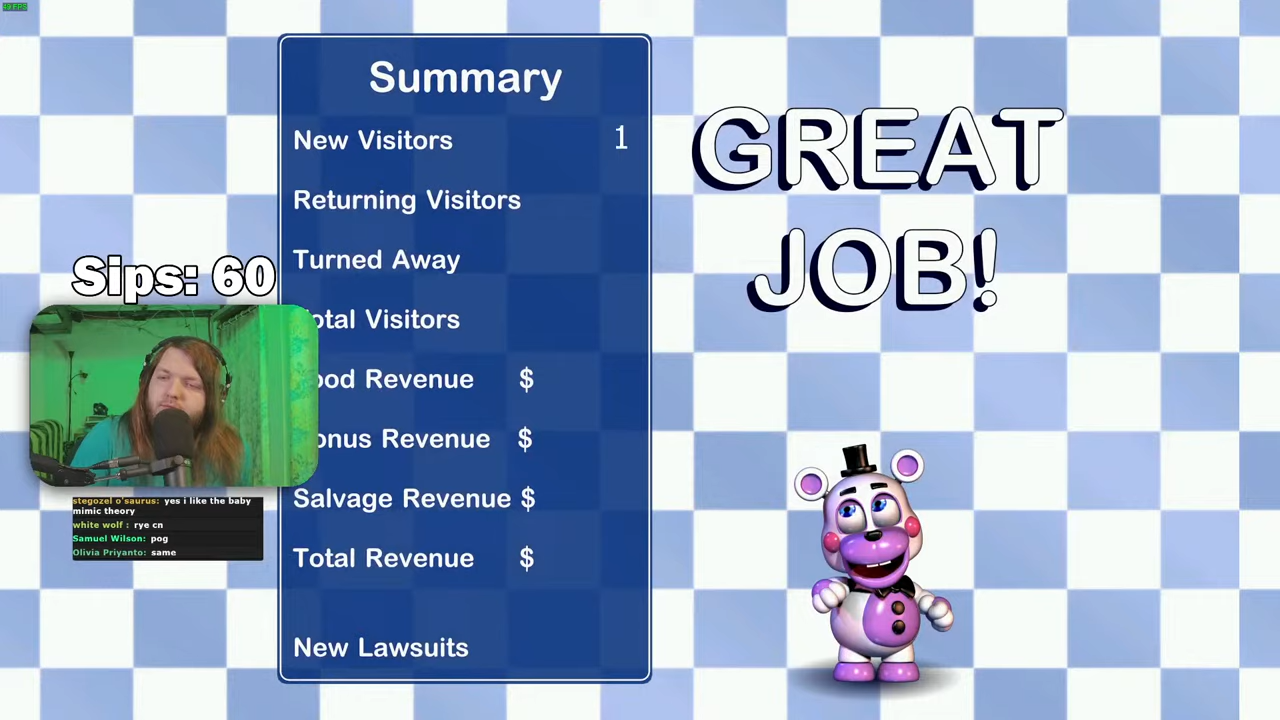 49 FPS
Summary
New Visitors 1
Returning Visitors
Turned Away
otal Visitors
ood Revenue $
onus Revenue $
Salvage Revenue $
Total Revenue $
New Lawsuits
GREAT
JOB!
Sips: 60
stegozel o'saurus: yes i like the baby
mimic theory
white wolf : rye cn
Samuel Wilson: pog
Olivia Priyanto: same